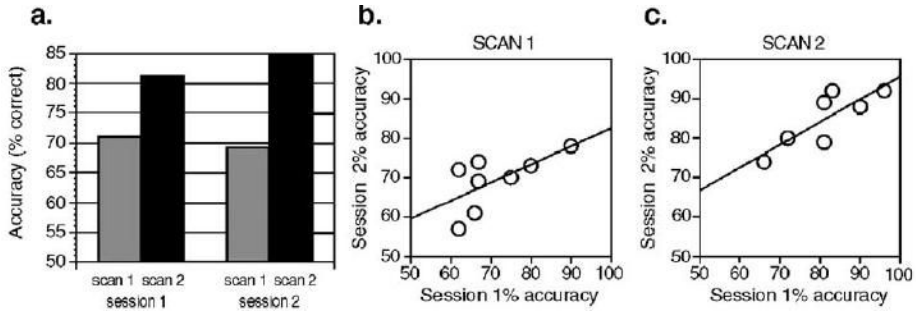 a.
85
80
75
70
65
60
55
50
Accuracy (% correct)
scan 1 scan 2 scan 1 scan 2
session 1 session 2
b.
SCAN 1
100
90
80
70
60
50
Session 2% accuracy
50 60 70 80 90 100
Session 1% accuracy
c.
SCAN 2
100
90
80
70
60
50
Session 2% accuracy
50 60 70 80 90 100
Session 1% accuracy